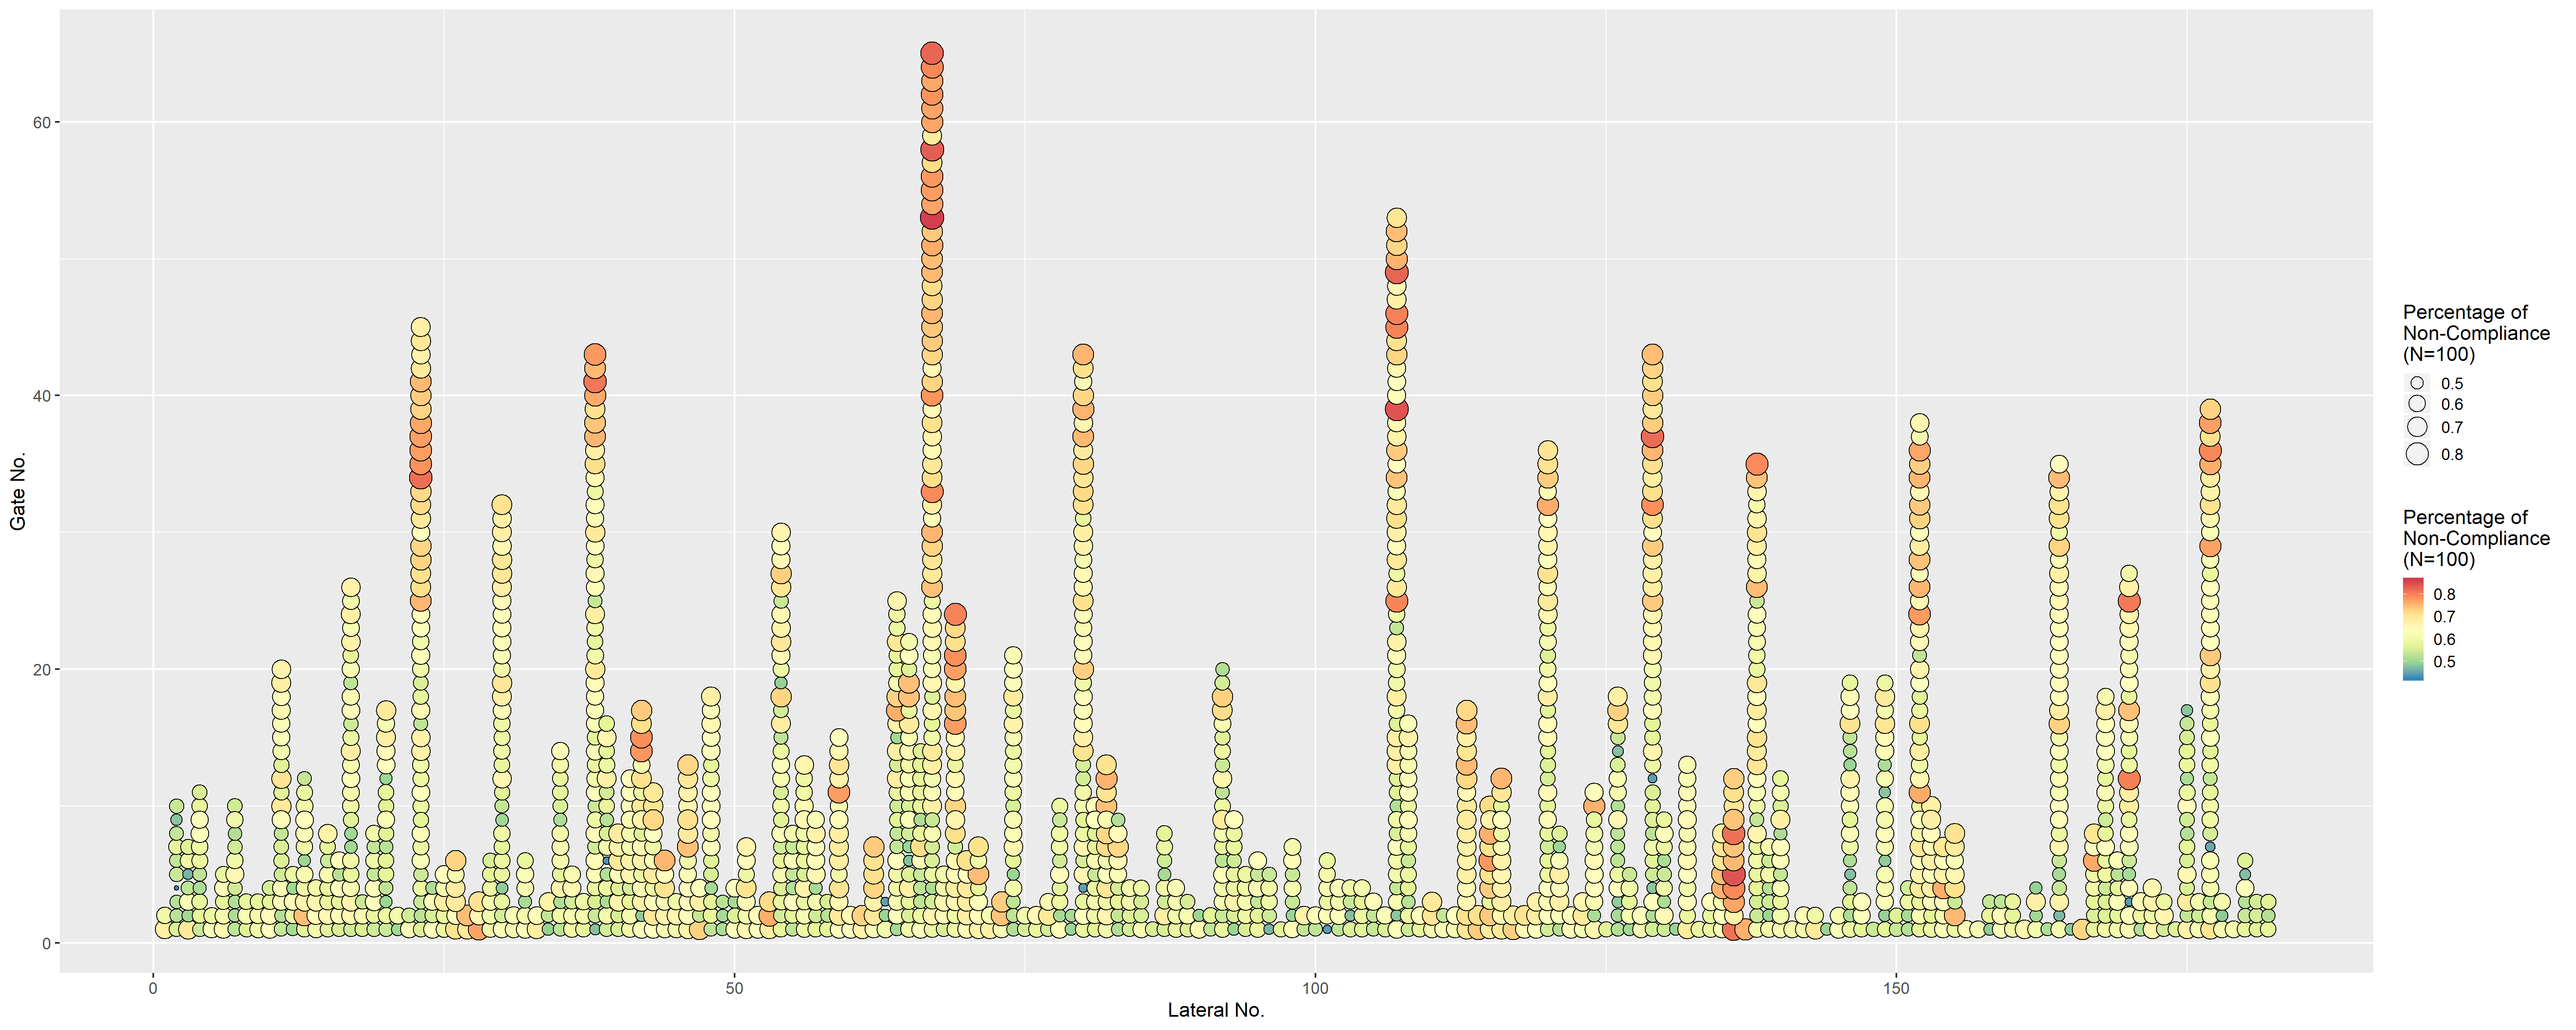 60
40
20
0
Gate No.
0
50
100
150
Lateral No.
Percentage of
Non-Compliance
(N=100)
0.5
0.6
0.7
0.8
Percentage of
Non-Compliance
(N=100)
0.8
0.7
0.6
0.5